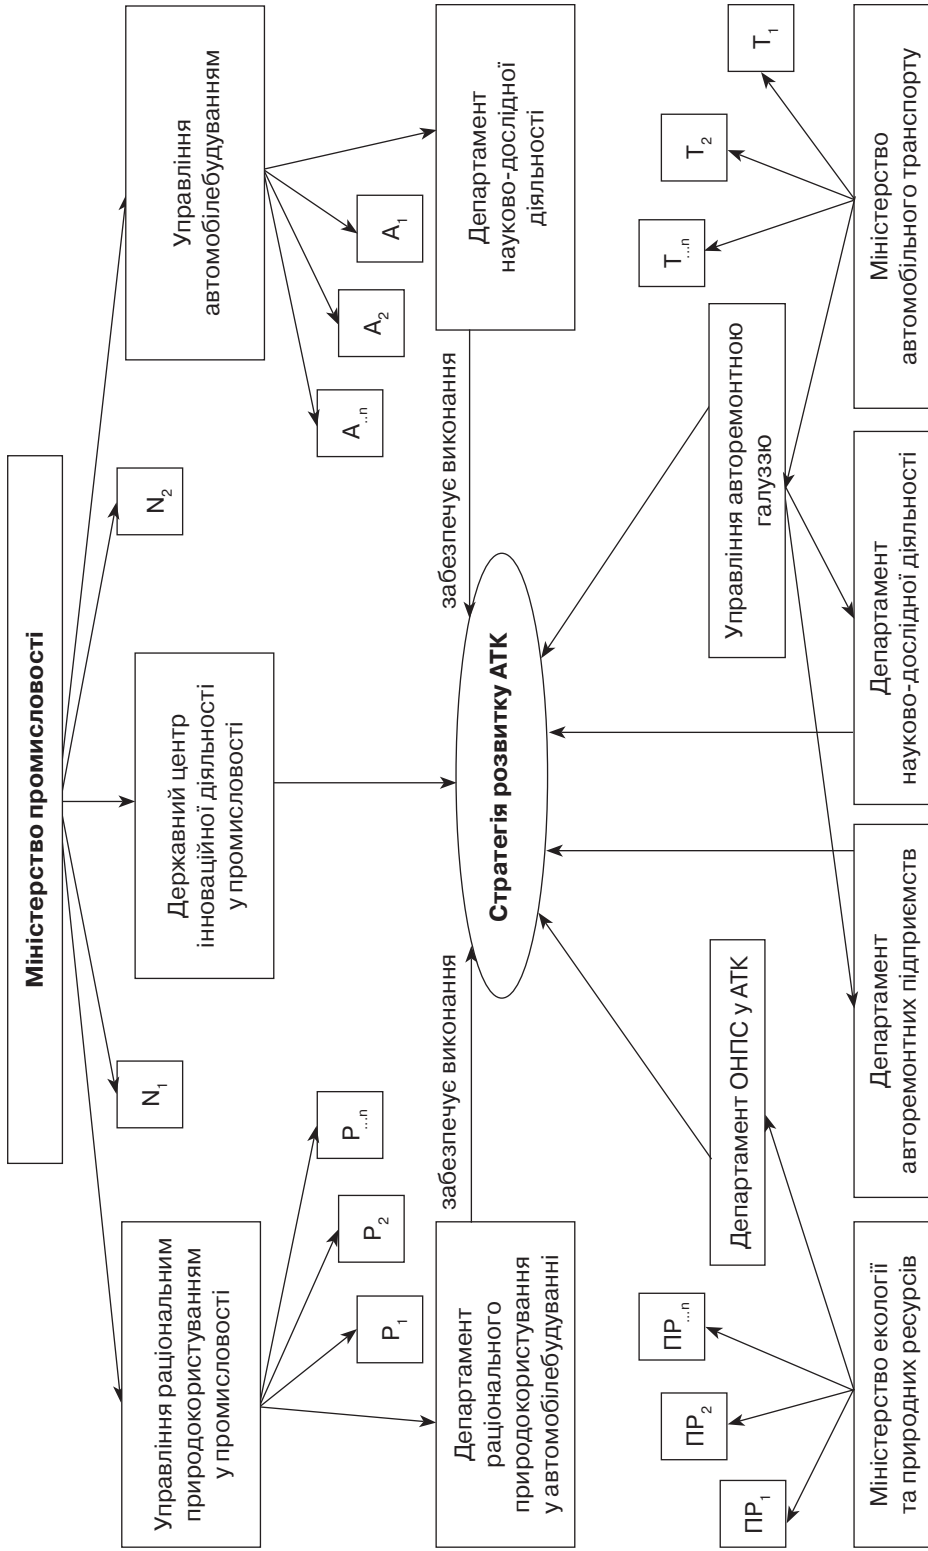 Міністерство промисловості
Управління раціональним
природокористуванням
у промисловості
N₁
Державний центр
інноваційної діяльності
у промисловості
N₂
Управління
автомобілебудуванням
P₁
P₂
P...n
A...n
A₂
A₁
Департамент
раціонального
природокористування
у автомобілебудуванні
забезпечує виконання
Стратегія розвитку АТК
забезпечує виконання
Департамент
науково-дослідної
діяльності
ПР₁
ПР₂
ПР...n
Департамент ОНПС у АТК
Управління авторемонтною
галуззю
Т...n
Т₂
Т₁
Міністерство екології
та природних ресурсів
Департамент
авторемонтних підприємств
Департамент
науково-дослідної діяльності
Міністерство
автомобільного транспорту